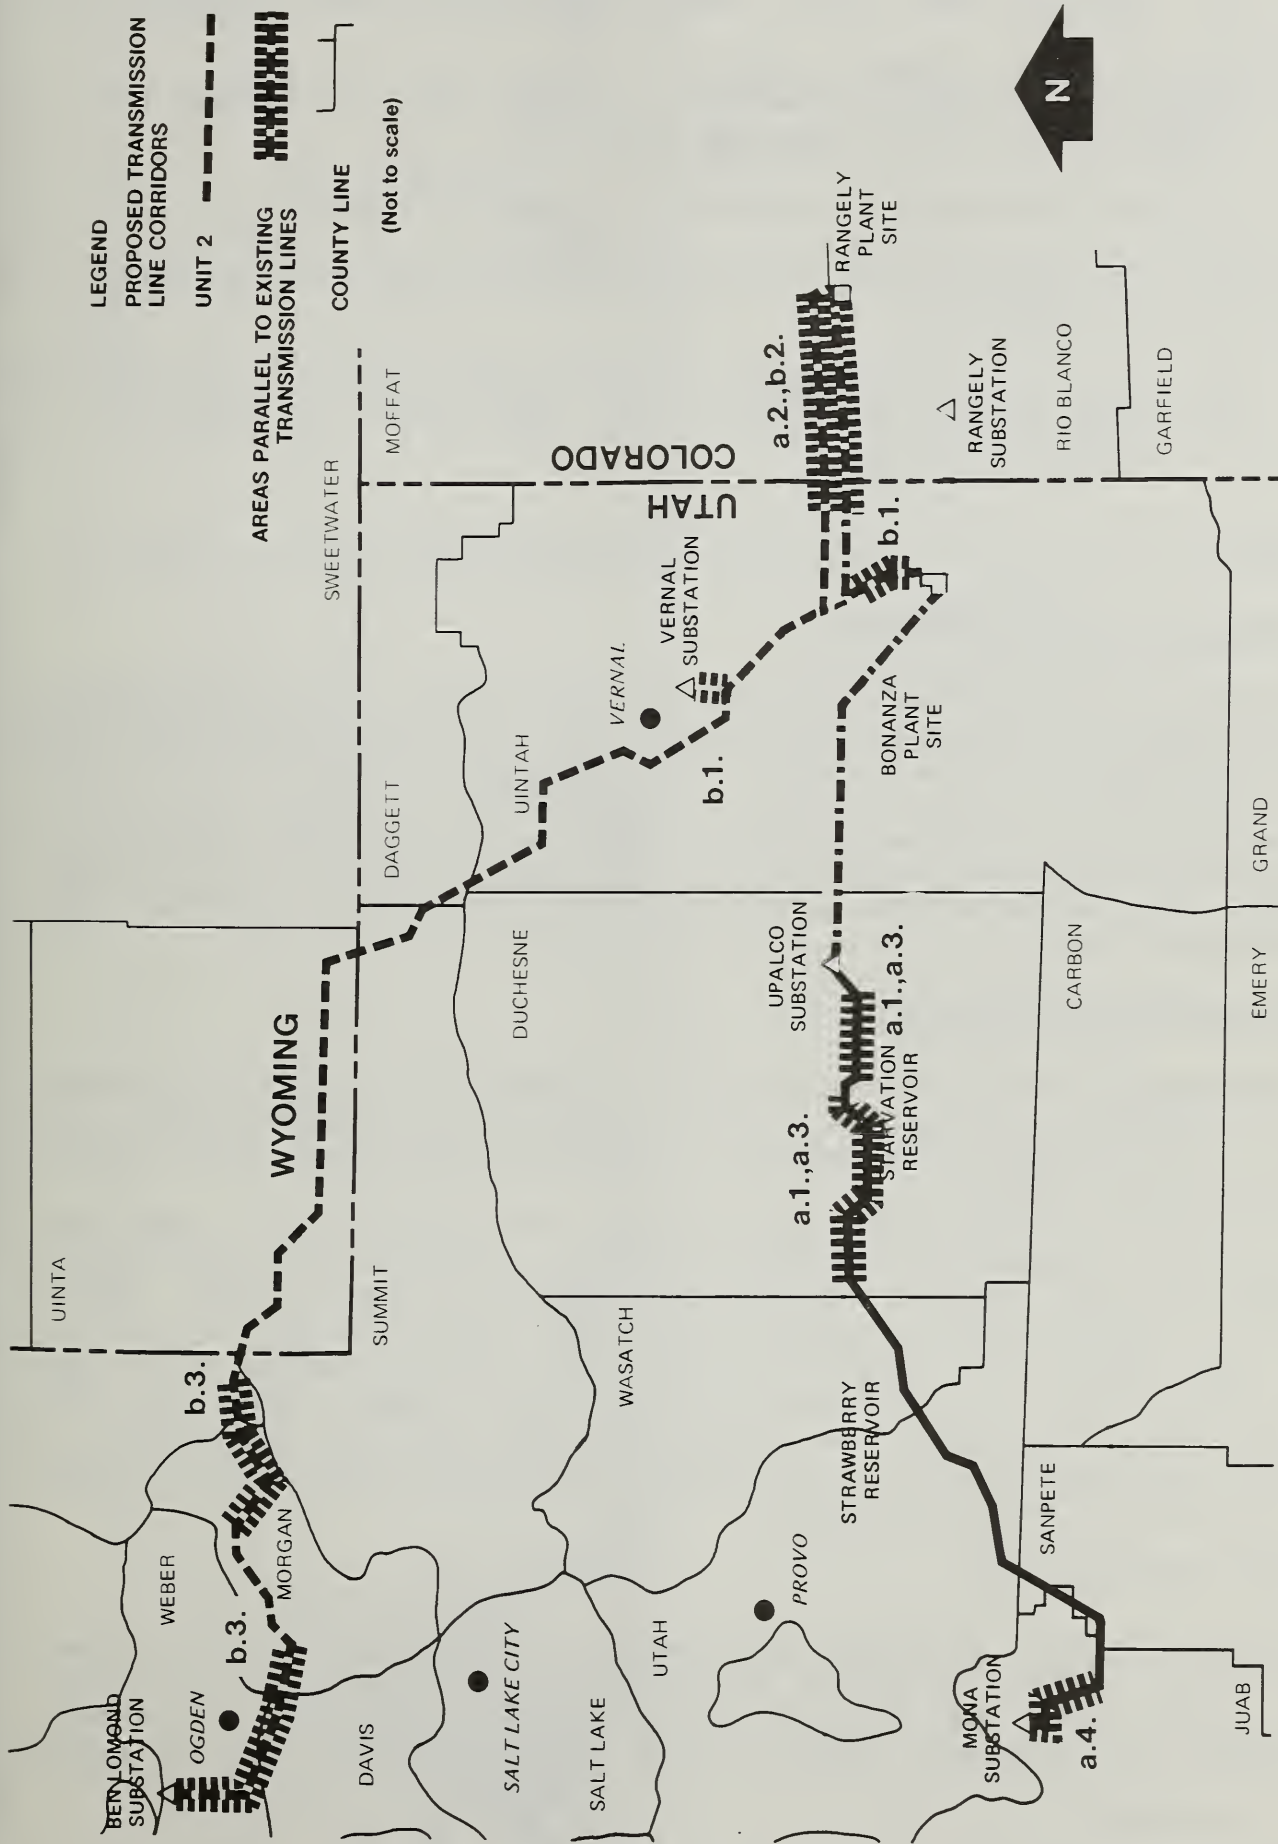 LEGEND
PROPOSED TRANSMISSION
LINE CORRIDORS
UNIT 2
AREAS PARALLEL TO EXISTING
TRANSMISSION LINES
COUNTY LINE
(Not to scale)
N
UINTA
WYOMING
SWEETWATER
MOFFAT
SUMMIT
DAGGETT
b.3.
WEBER
MORGAN
b.3.
BEN LOMOND
SUBSTATION
OGDEN
DAVIS
SALT LAKE CITY
SALT LAKE
DUCHESNE
UINTAH
VERNAL
VERNAL
SUBSTATION
b.1.
UTAH
COLORADO
a.2.,b.2.
RANGELY
PLANT
SITE
b.1.
BONANZA
PLANT
SITE
RANGELY
SUBSTATION
RIO BLANCO
GARFIELD
WASATCH
UTAH
PROVO
STRAWBERRY
RESERVOIR
a.1.,a.3.
STARVATION
RESERVOIR
a.1.,a.3.
UPALCO
SUBSTATION
MONA
SUBSTATION
a.4.
SANPETE
JUAB
CARBON
EMERY
GRAND